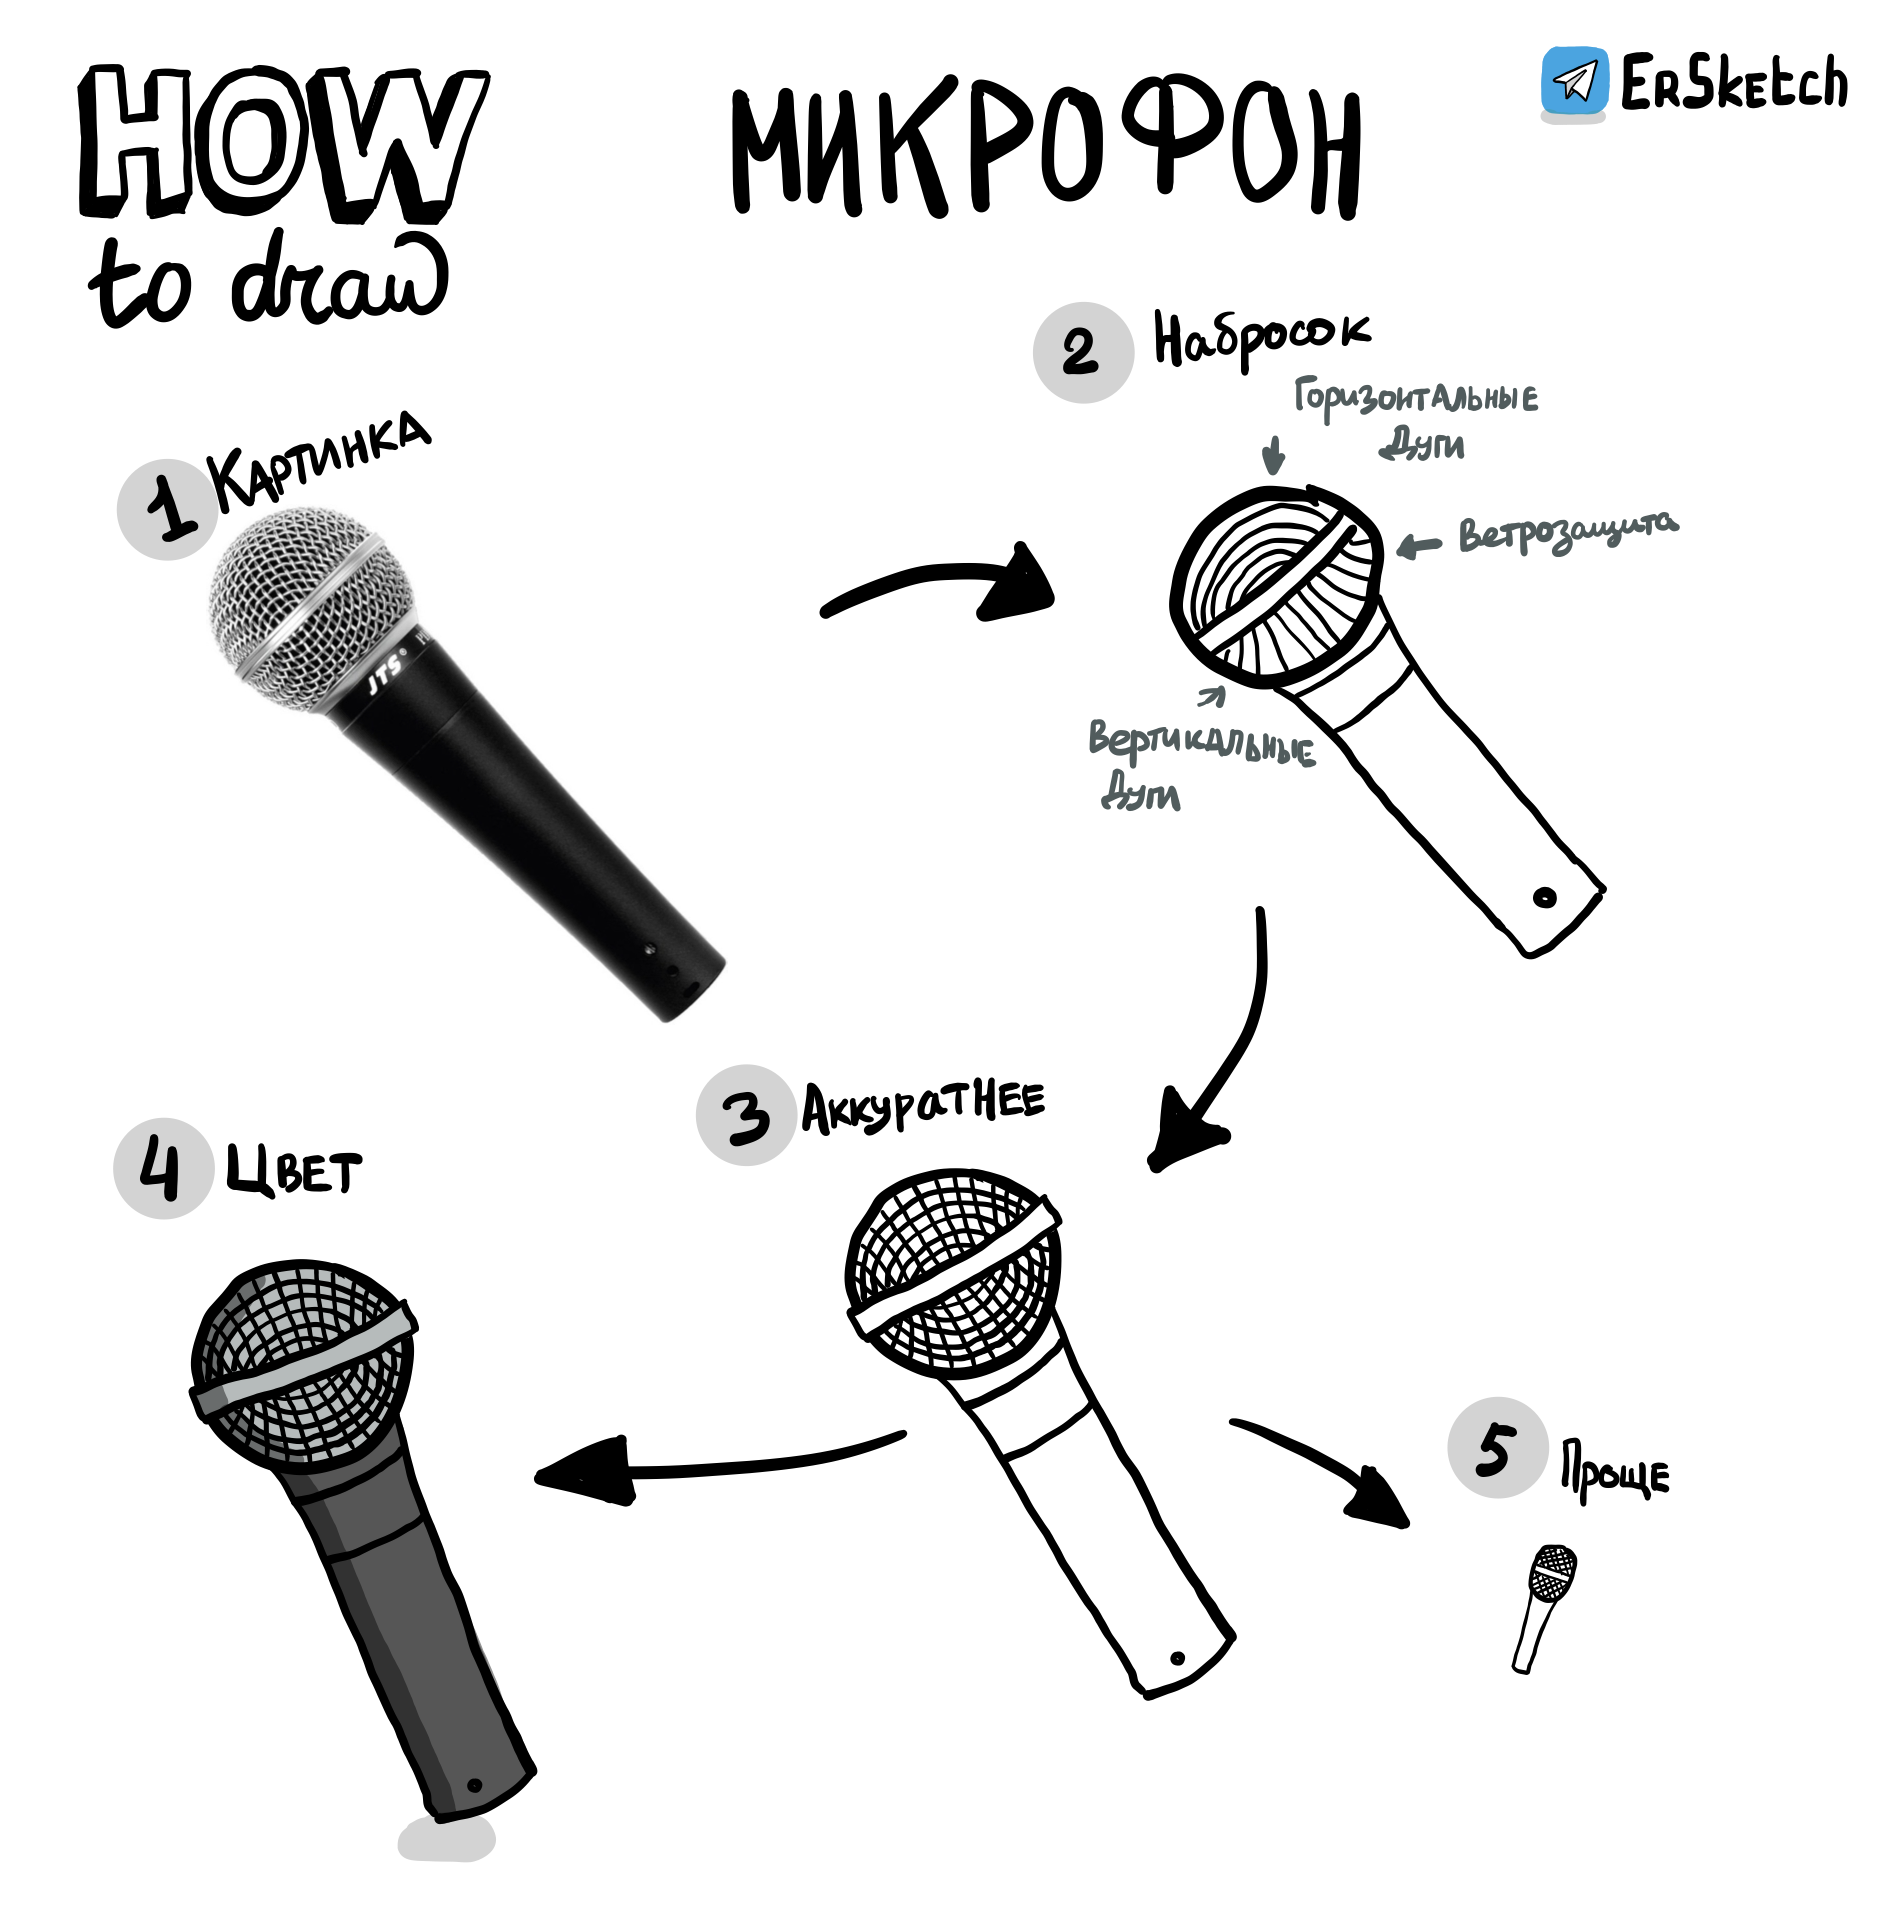 HOW
to draw
МИКРОФОН
ErSketch
1 Картинка
JTS®
2 Набросок
Горизонтальные
Дуги
Ветрозащита
Вертикальные
Дуги
3 Аккуратнее
4 Цвет
5 Проще